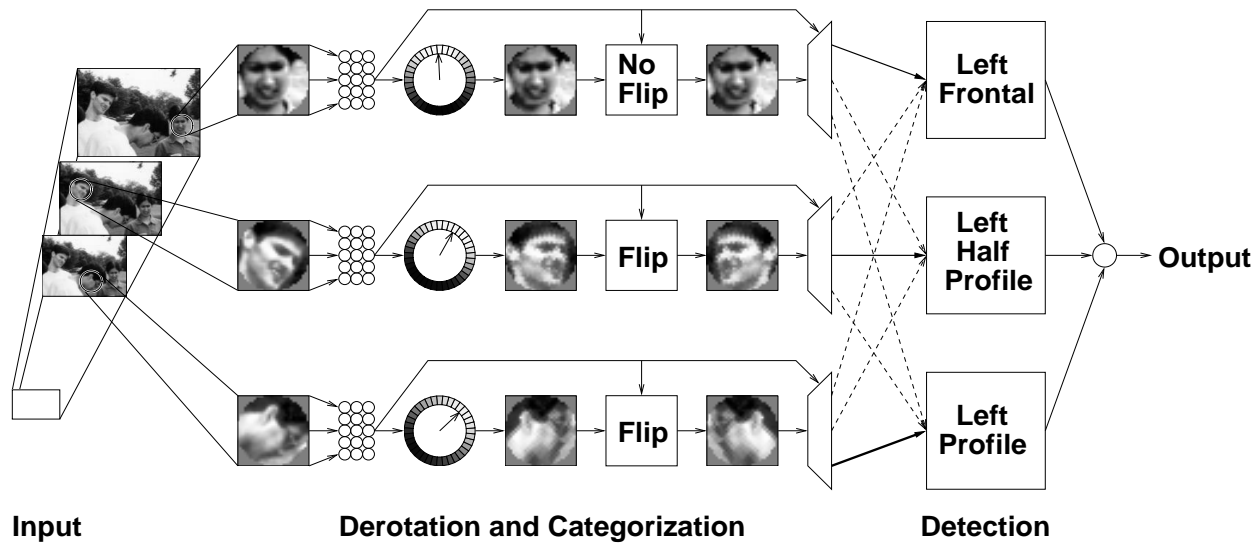 No
Flip
Left
Frontal
Flip
Left
Half
Profile
Output
Flip
Left
Profile
Input
Derotation and Categorization
Detection